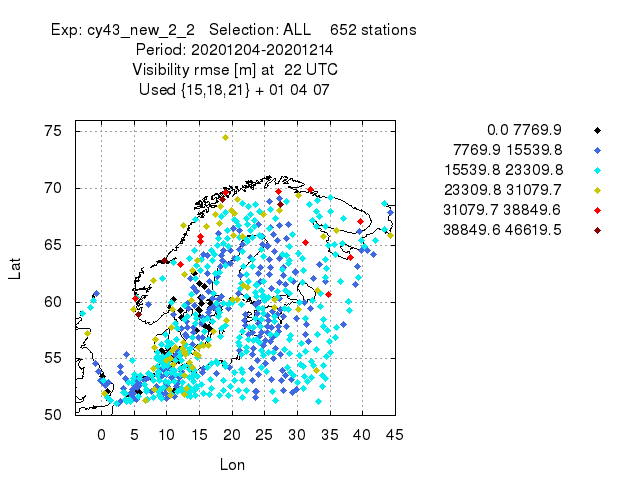 Exp: cy43_new_2_2 Selection: ALL 652 stations
Period: 20201204-20201214
Visibility rmse [m] at 22 UTC
Used {15,18,21} + 01 04 07
0.0 7769.9
7769.9 15539.8
15539.8 23309.8
23309.8 31079.7
31079.7 38849.6
38849.6 46619.5
75
70
65
60
55
50
Lat
0 5 10 15 20 25 30 35 40 45
Lon